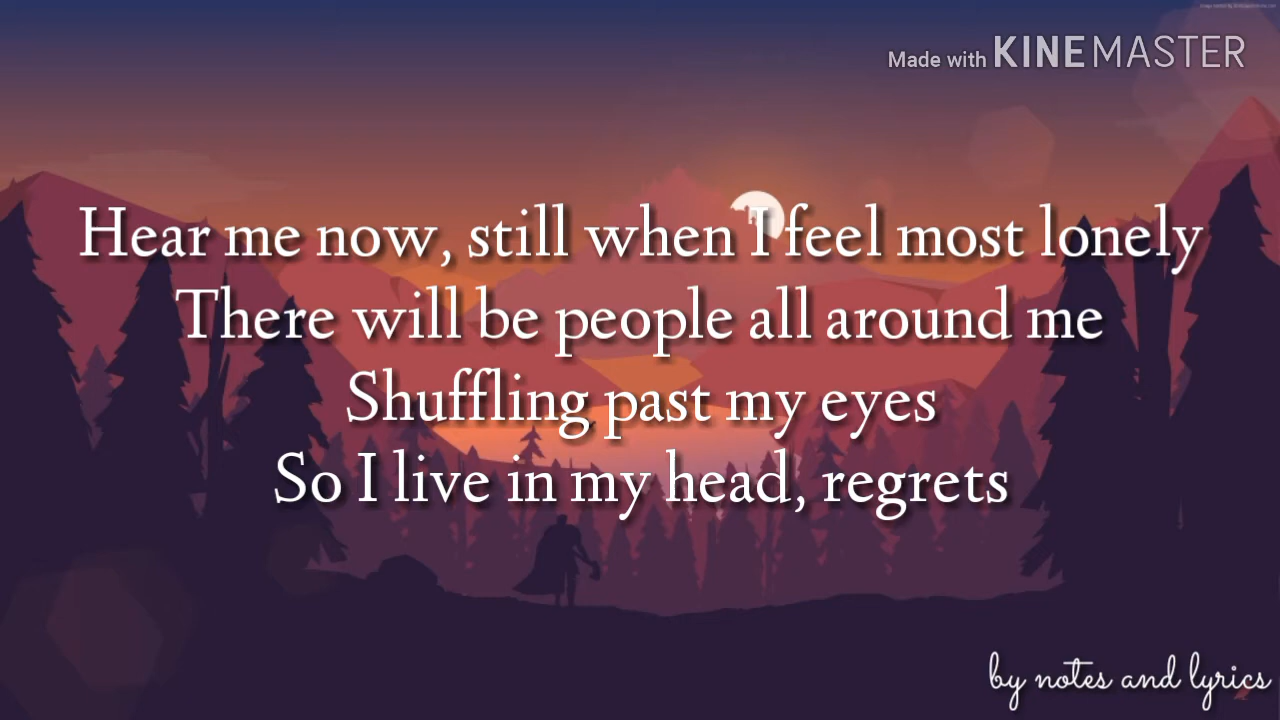 Made with KINEMASTER
Hear me now, still when I feel most lonely
There will be people all around me
Shuffling past my eyes
So I live in my head, regrets
by notes and lyrics